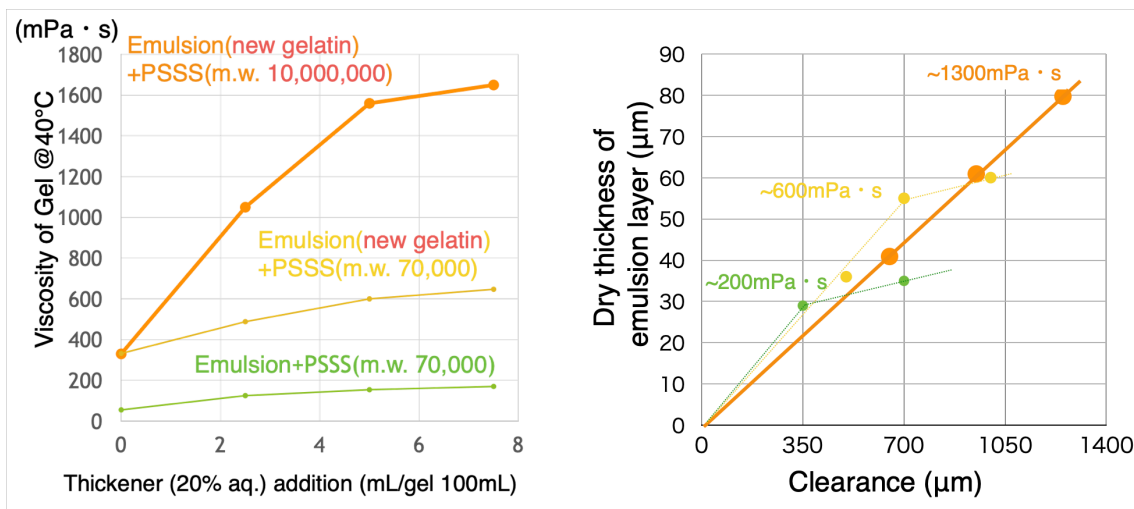 (mPa・s)
Emulsion(new gelatin)
+PSSS(m.w. 10,000,000)
1800
1600
1400
1200
1000
800
600
400
200
0
Viscosity of Gel @40°C
Emulsion(new gelatin)
+PSSS(m.w. 70,000)
Emulsion+PSSS(m.w. 70,000)
0 2 4 6 8
Thickener (20% aq.) addition (mL/gel 100mL)
90
80
70
60
50
40
30
20
10
0
Dry thickness of
emulsion layer (μm)
~1300mPa・s
~600mPa・s
~200mPa・s
0 350 700 1050 1400
Clearance (μm)